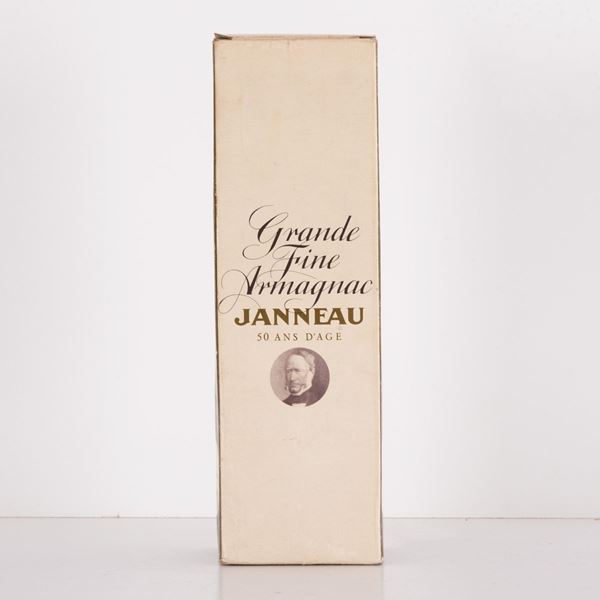 Grande
Fine
Armagnac
JANNEAU
50 ANS D'AGE